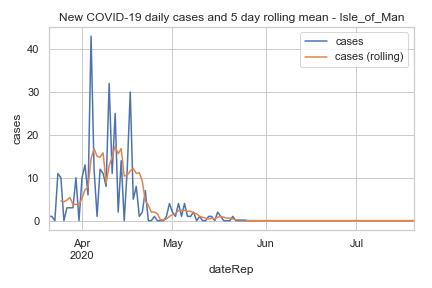 New COVID-19 daily cases and 5 day rolling mean - Isle_of_Man
cases
cases (rolling)
40
30
20
10
0
cases
Apr
2020
May
Jun
Jul
dateRep